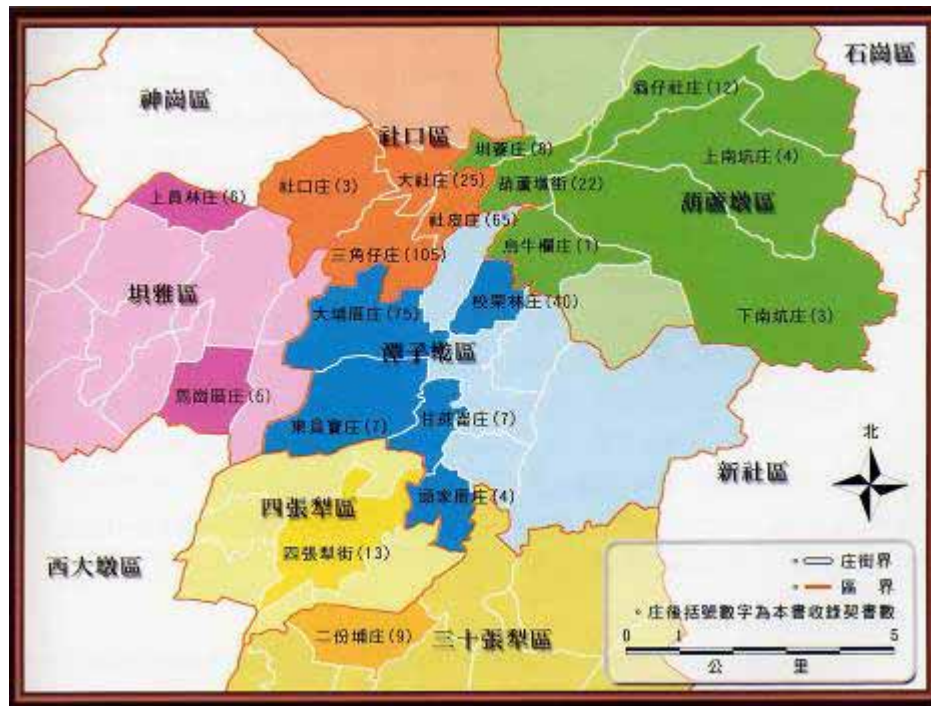 石岡區
神岡區
翁仔社庄(12)
社口區
圳寮庄(8)
上南坑庄(4)
社口庄(3)
大社庄(25)
葫蘆墩街(22)
上員林庄(6)
葫蘆墩區
社皮庄(65)
烏牛欄庄(1)
三角仔庄(105)
垻雅區
大埔厝庄(75)
校栗林庄(40)
下南坑庄(3)
潭子墘區
馬崗厝庄(6)
東員寶庄(7)
甘蔗崙庄(7)
北
新社區
頭家厝庄(4)
四張犁區
四張犁街(13)
西大墩區
庄街界
區 界
庄後括號數字為本書收錄契書數
二份埔庄(9)
三十張犁區
0 1 5
公 里